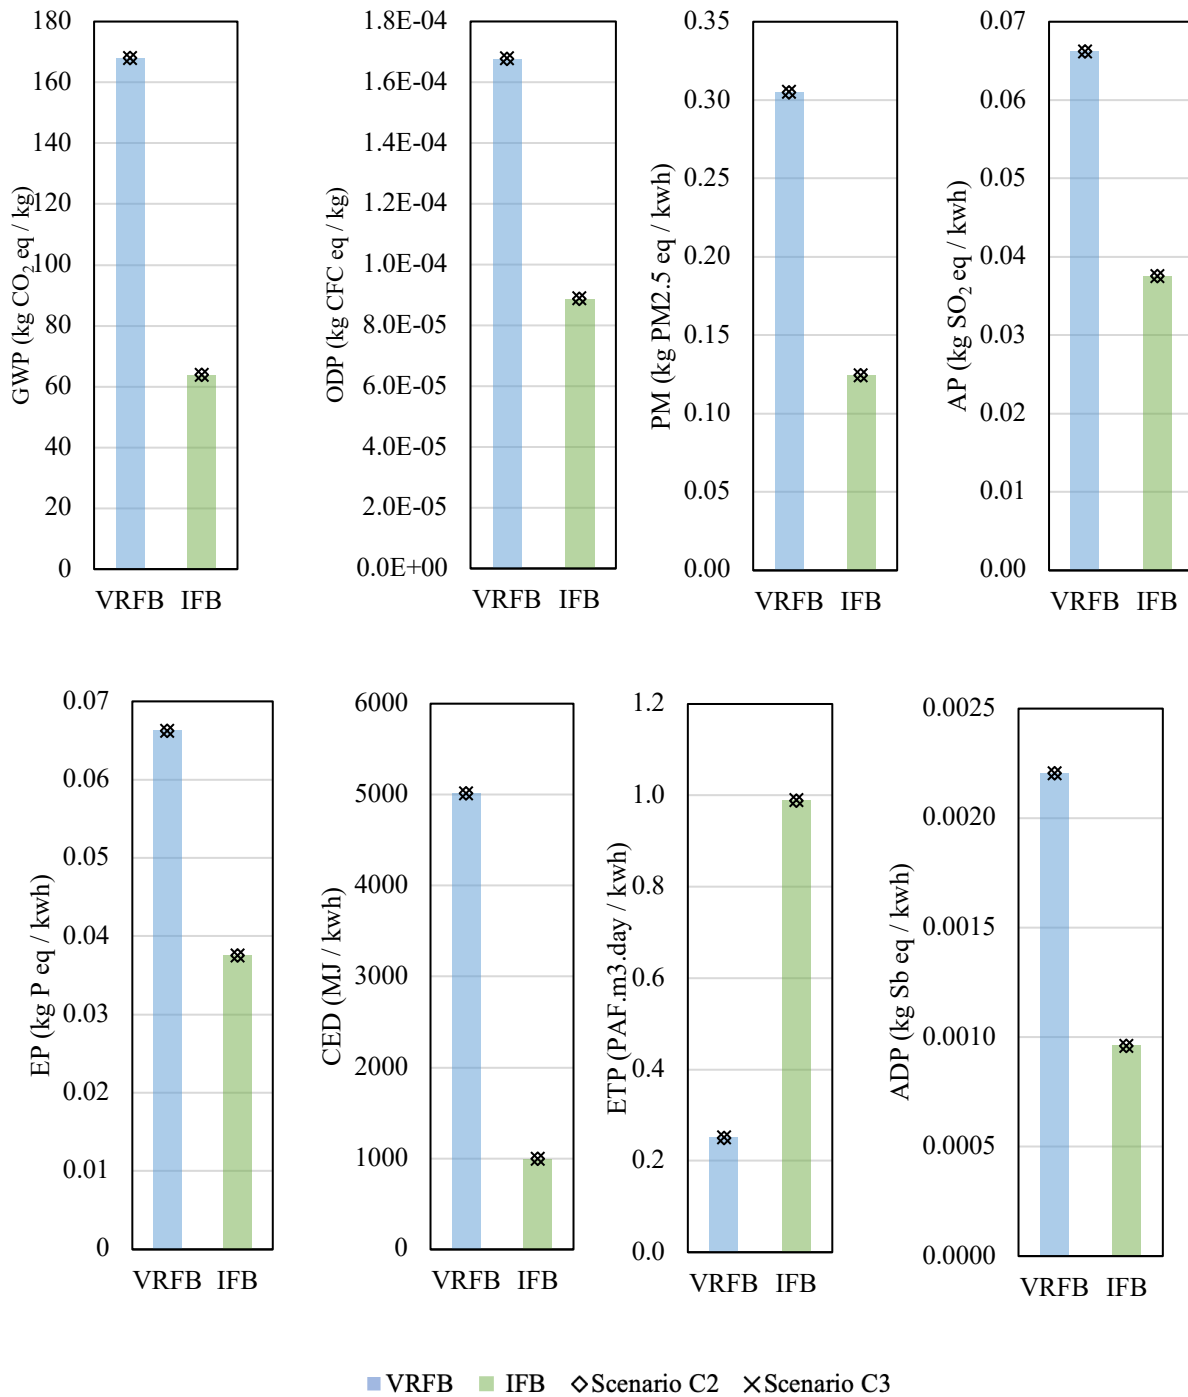 GWP (kg CO₂ eq / kg)
180
160
140
120
100
80
60
40
20
0
VRFB IFB
ODP (kg CFC eq / kg)
1.8E-04
1.6E-04
1.4E-04
1.2E-04
1.0E-04
8.0E-05
6.0E-05
4.0E-05
2.0E-05
0.0E+00
VRFB IFB
PM (kg PM2.5 eq / kwh)
0.35
0.30
0.25
0.20
0.15
0.10
0.05
0.00
VRFB IFB
AP (kg SO₂ eq / kwh)
0.07
0.06
0.05
0.04
0.03
0.02
0.01
0.00
VRFB IFB
EP (kg P eq / kwh)
0.07
0.06
0.05
0.04
0.03
0.02
0.01
0
VRFB IFB
CED (MJ / kwh)
6000
5000
4000
3000
2000
1000
0
VRFB IFB
ETP (PAF.m3.day / kwh)
1.2
1.0
0.8
0.6
0.4
0.2
0.0
VRFB IFB
ADP (kg Sb eq / kwh)
0.0025
0.0020
0.0015
0.0010
0.0005
0.0000
VRFB IFB
VRFB IFB Scenario C2 Scenario C3